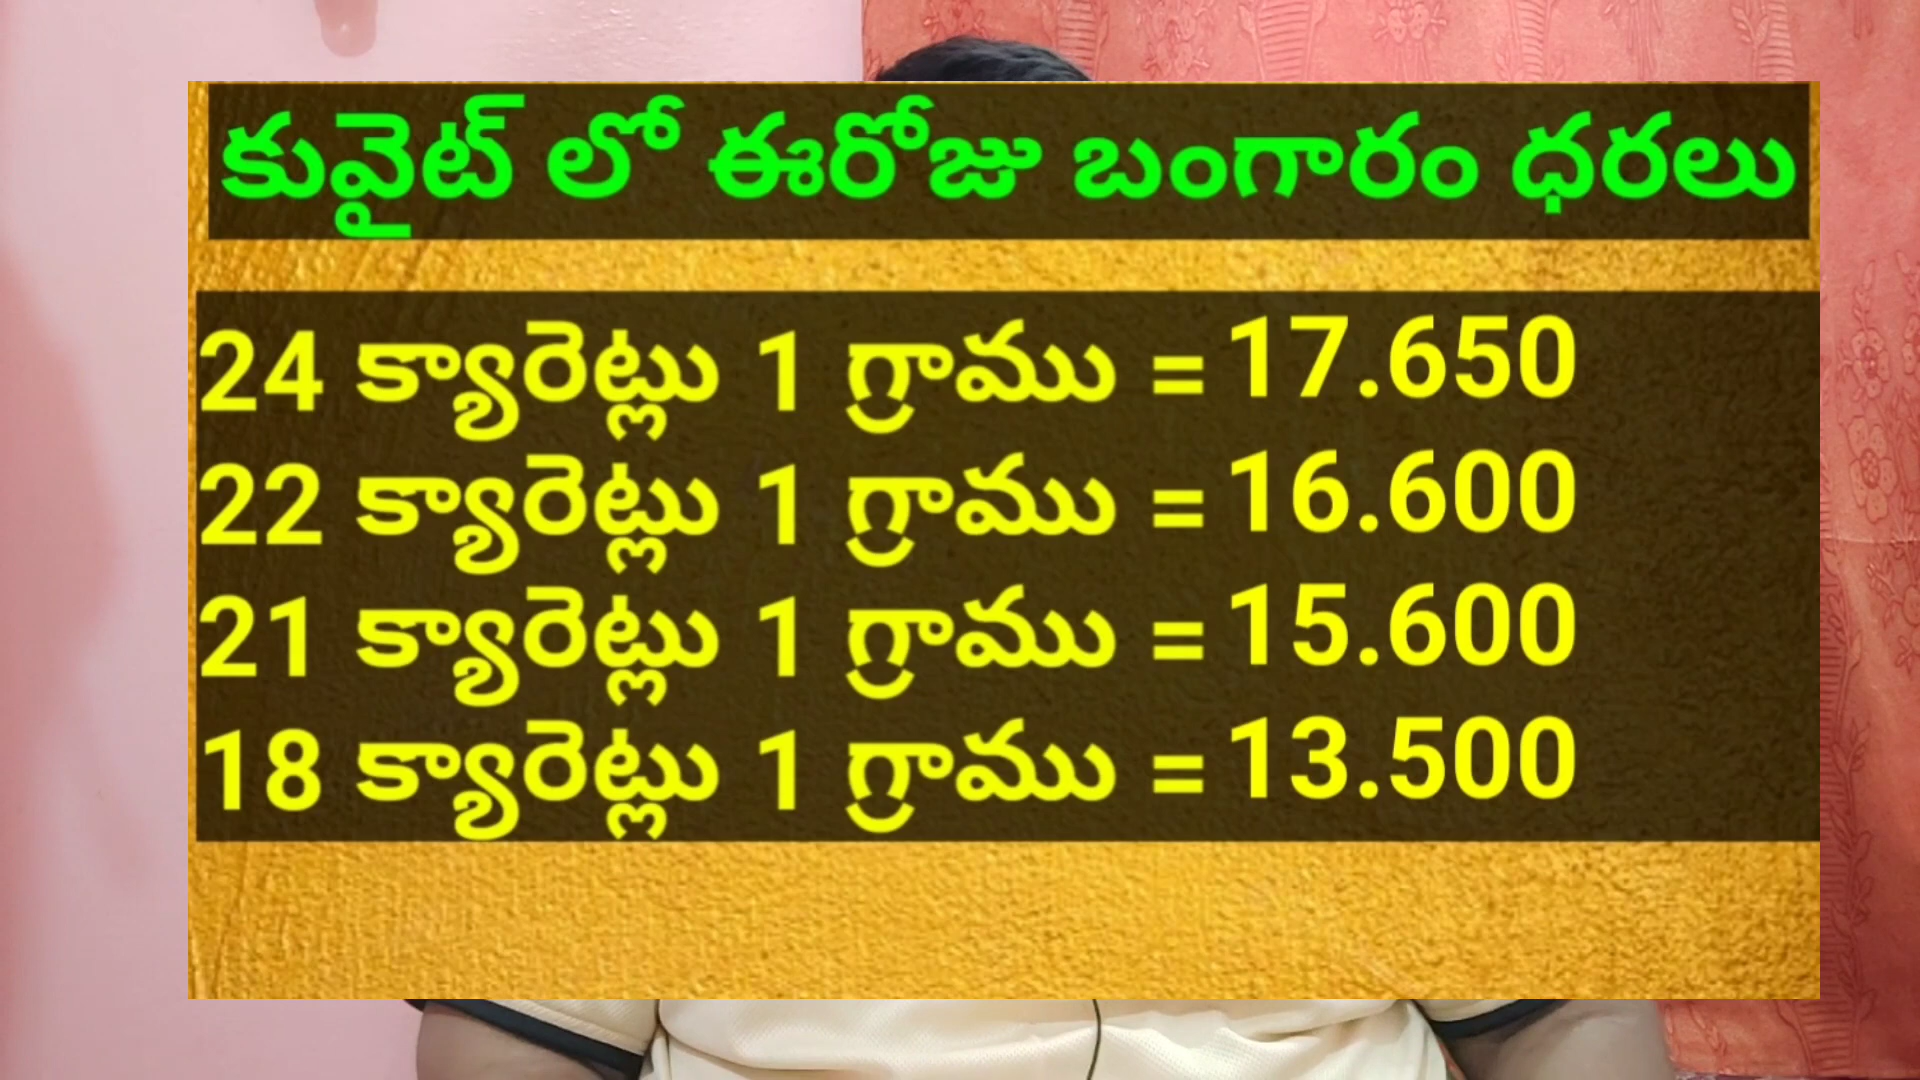 కువైట్ లో ఈరోజు బంగారం ధరలు
24 క్యారెట్లు 1 గ్రాము = 17.650
22 క్యారెట్లు 1 గ్రాము = 16.600
21 క్యారెట్లు 1 గ్రాము = 15.600
18 క్యారెట్లు 1 గ్రాము = 13.500